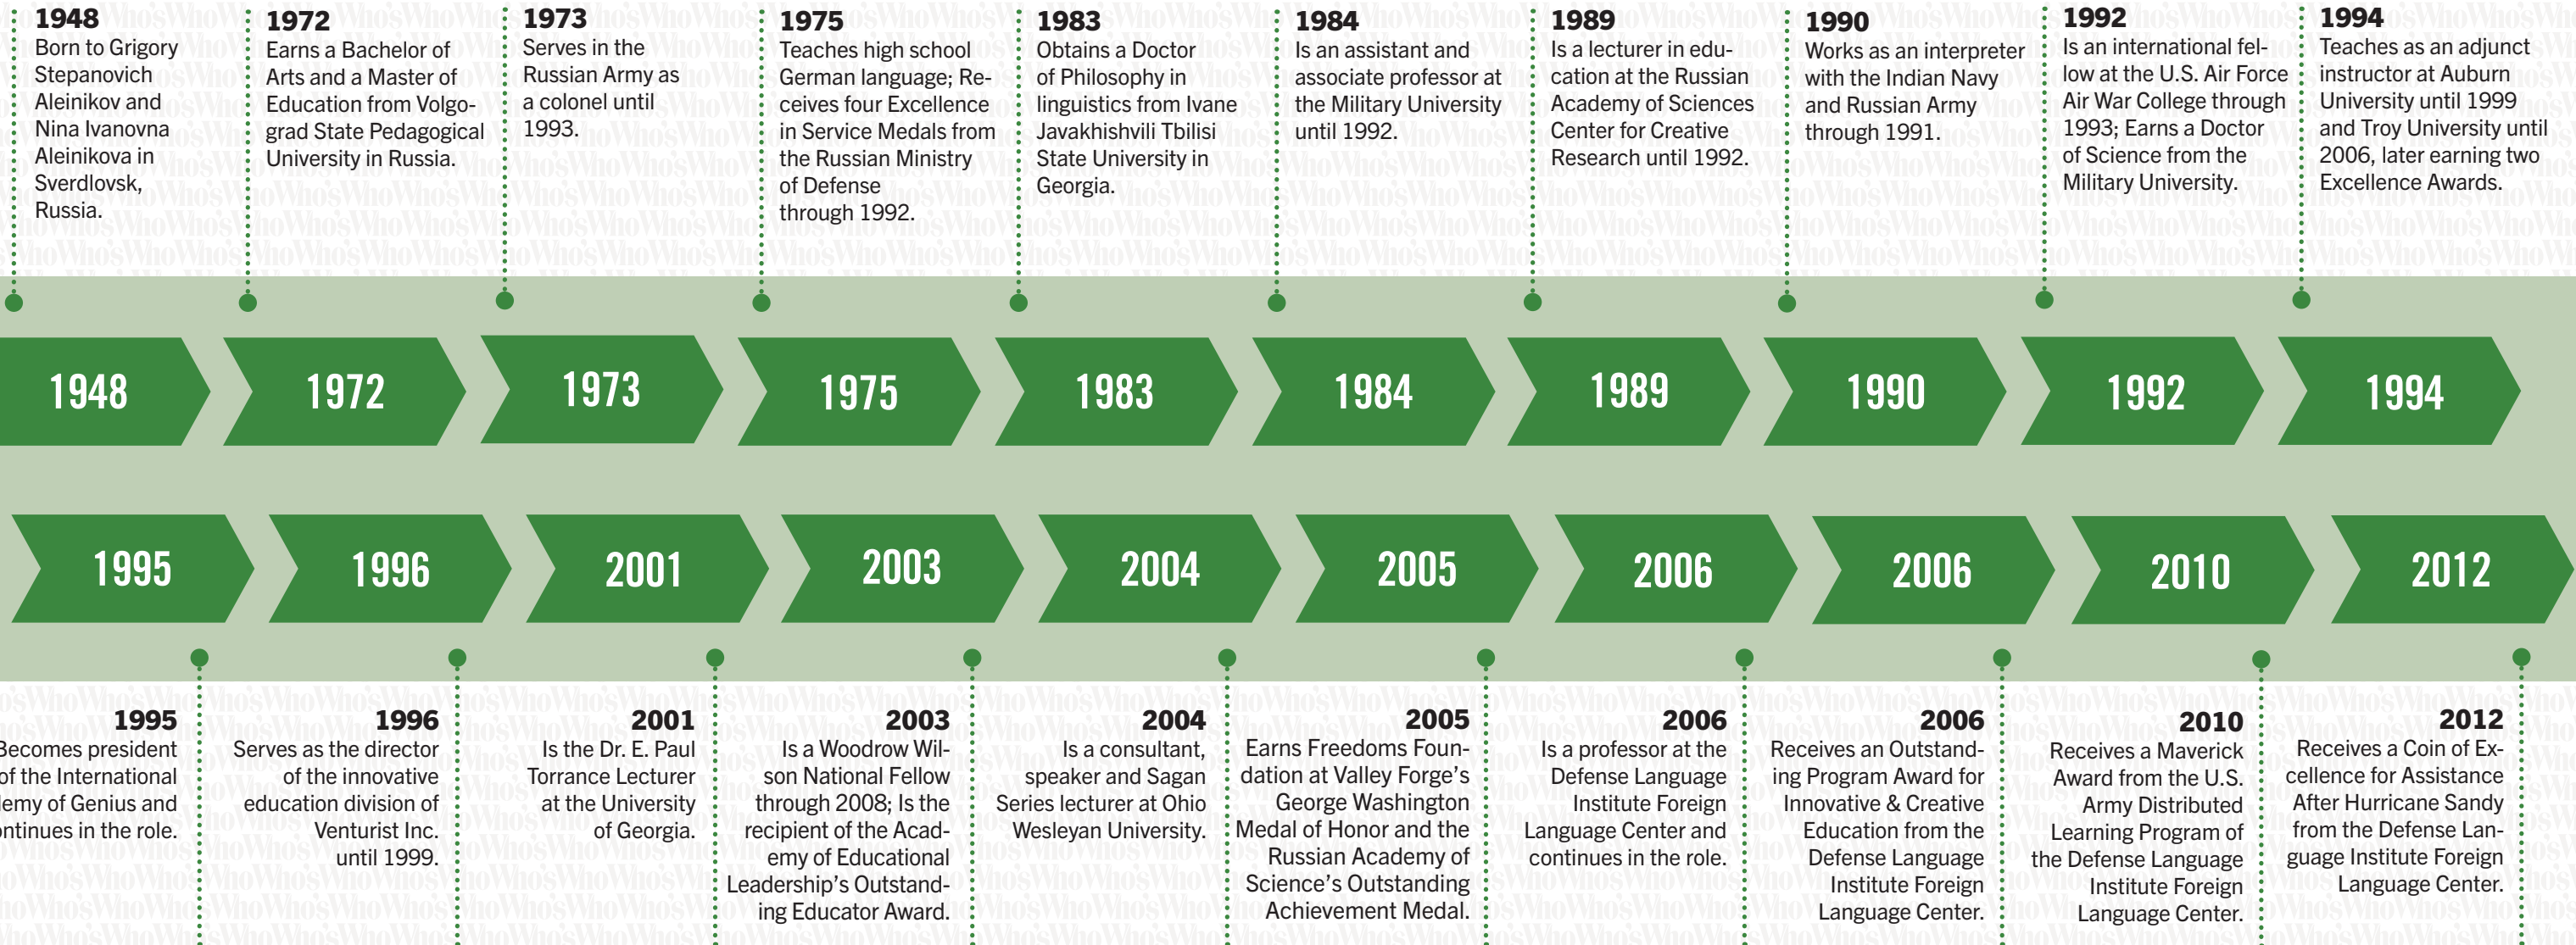 1948
Born to Grigory
Stepanovich
Aleinikov and
Nina Ivanovna
Aleinikova in
Sverdlovsk,
Russia.
1972
Earns a Bachelor of
Arts and a Master of
Education from Volgo-
grad State Pedagogical
University in Russia.
1973
Serves in the
Russian Army as
a colonel until
1993.
1975
Teaches high school
German language; Re-
ceives four Excellence
in Service Medals from
the Russian Ministry
of Defense
through 1992.
1983
Obtains a Doctor
of Philosophy in
linguistics from Ivane
Javakhishvili Tbilisi
State University in
Georgia.
1984
Is an assistant and
associate professor at
the Military University
until 1992.
1989
Is a lecturer in edu-
cation at the Russian
Academy of Sciences
Center for Creative
Research until 1992.
1990
Works as an interpreter
with the Indian Navy
and Russian Army
through 1991.
1992
Is an international fel-
low at the U.S. Air Force
Air War College through
1993; Earns a Doctor
of Science from the
Military University.
1994
Teaches as an adjunct
instructor at Auburn
University until 1999
and Troy University until
2006, later earning two
Excellence Awards.
1948
1972
1973
1975
1983
1984
1989
1990
1992
1994
1995
1996
2001
2003
2004
2005
2006
2006
2010
2012
1995
Becomes president
of the International
emy of Genius and
ontinues in the role.
1996
Serves as the director
of the innovative
education division of
Venturist Inc.
until 1999.
2001
Is the Dr. E. Paul
Torrance Lecturer
at the University
of Georgia.
2003
Is a Woodrow Wil-
son National Fellow
through 2008; Is the
recipient of the Acad-
emy of Educational
Leadership's Outstand-
ing Educator Award.
2004
Is a consultant,
speaker and Sagan
Series lecturer at Ohio
Wesleyan University.
2005
Earns Freedoms Foun-
dation at Valley Forge's
George Washington
Medal of Honor and the
Russian Academy of
Science's Outstanding
Achievement Medal.
2006
Is a professor at the
Defense Language
Institute Foreign
Language Center and
continues in the role.
2006
Receives an Outstand-
ing Program Award for
Innovative & Creative
Education from the
Defense Language
Institute Foreign
Language Center.
2010
Receives a Maverick
Award from the U.S.
Army Distributed
Learning Program of
the Defense Language
Institute Foreign
Language Center.
2012
Receives a Coin of Ex-
cellence for Assistance
After Hurricane Sandy
from the Defense Lan-
guage Institute Foreign
Language Center.